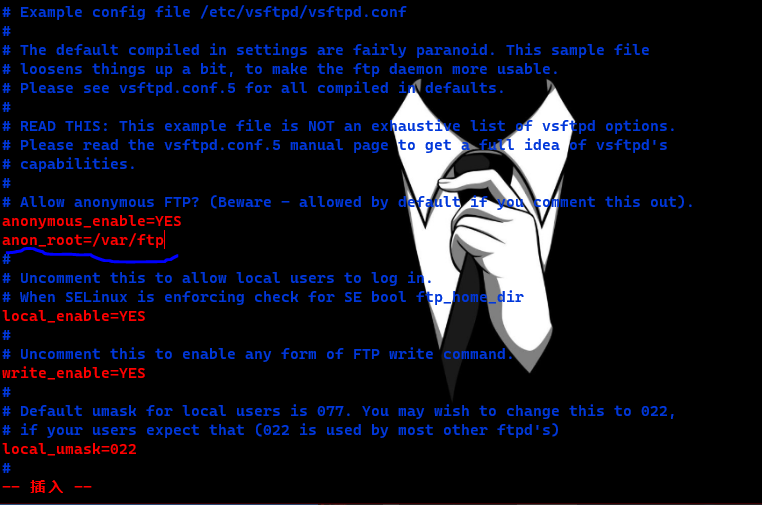 # Example config file /etc/vsftpd/vsftpd.conf
#
# The default compiled in settings are fairly paranoid. This sample file
# loosens things up a bit, to make the ftp daemon more usable.
# Please see vsftpd.conf.5 for all compiled in defaults.
#
# READ THIS: This example file is NOT an exhaustive list of vsftpd options.
# Please read the vsftpd.conf.5 manual page to get a full idea of vsftpd's
# capabilities.
#
# Allow anonymous FTP? (Beware - allowed by default if you comment this out).
anonymous_enable=YES
anon_root=/var/ftp
#
# Uncomment this to allow local users to log in.
# When SELinux is enforcing check for SE bool ftp_home_dir
local_enable=YES
#
# Uncomment this to enable any form of FTP write command.
write_enable=YES
#
# Default umask for local users is 077. You may wish to change this to 022,
# if your users expect that (022 is used by most other ftpd's)
local_umask=022
#
-- 插入 --